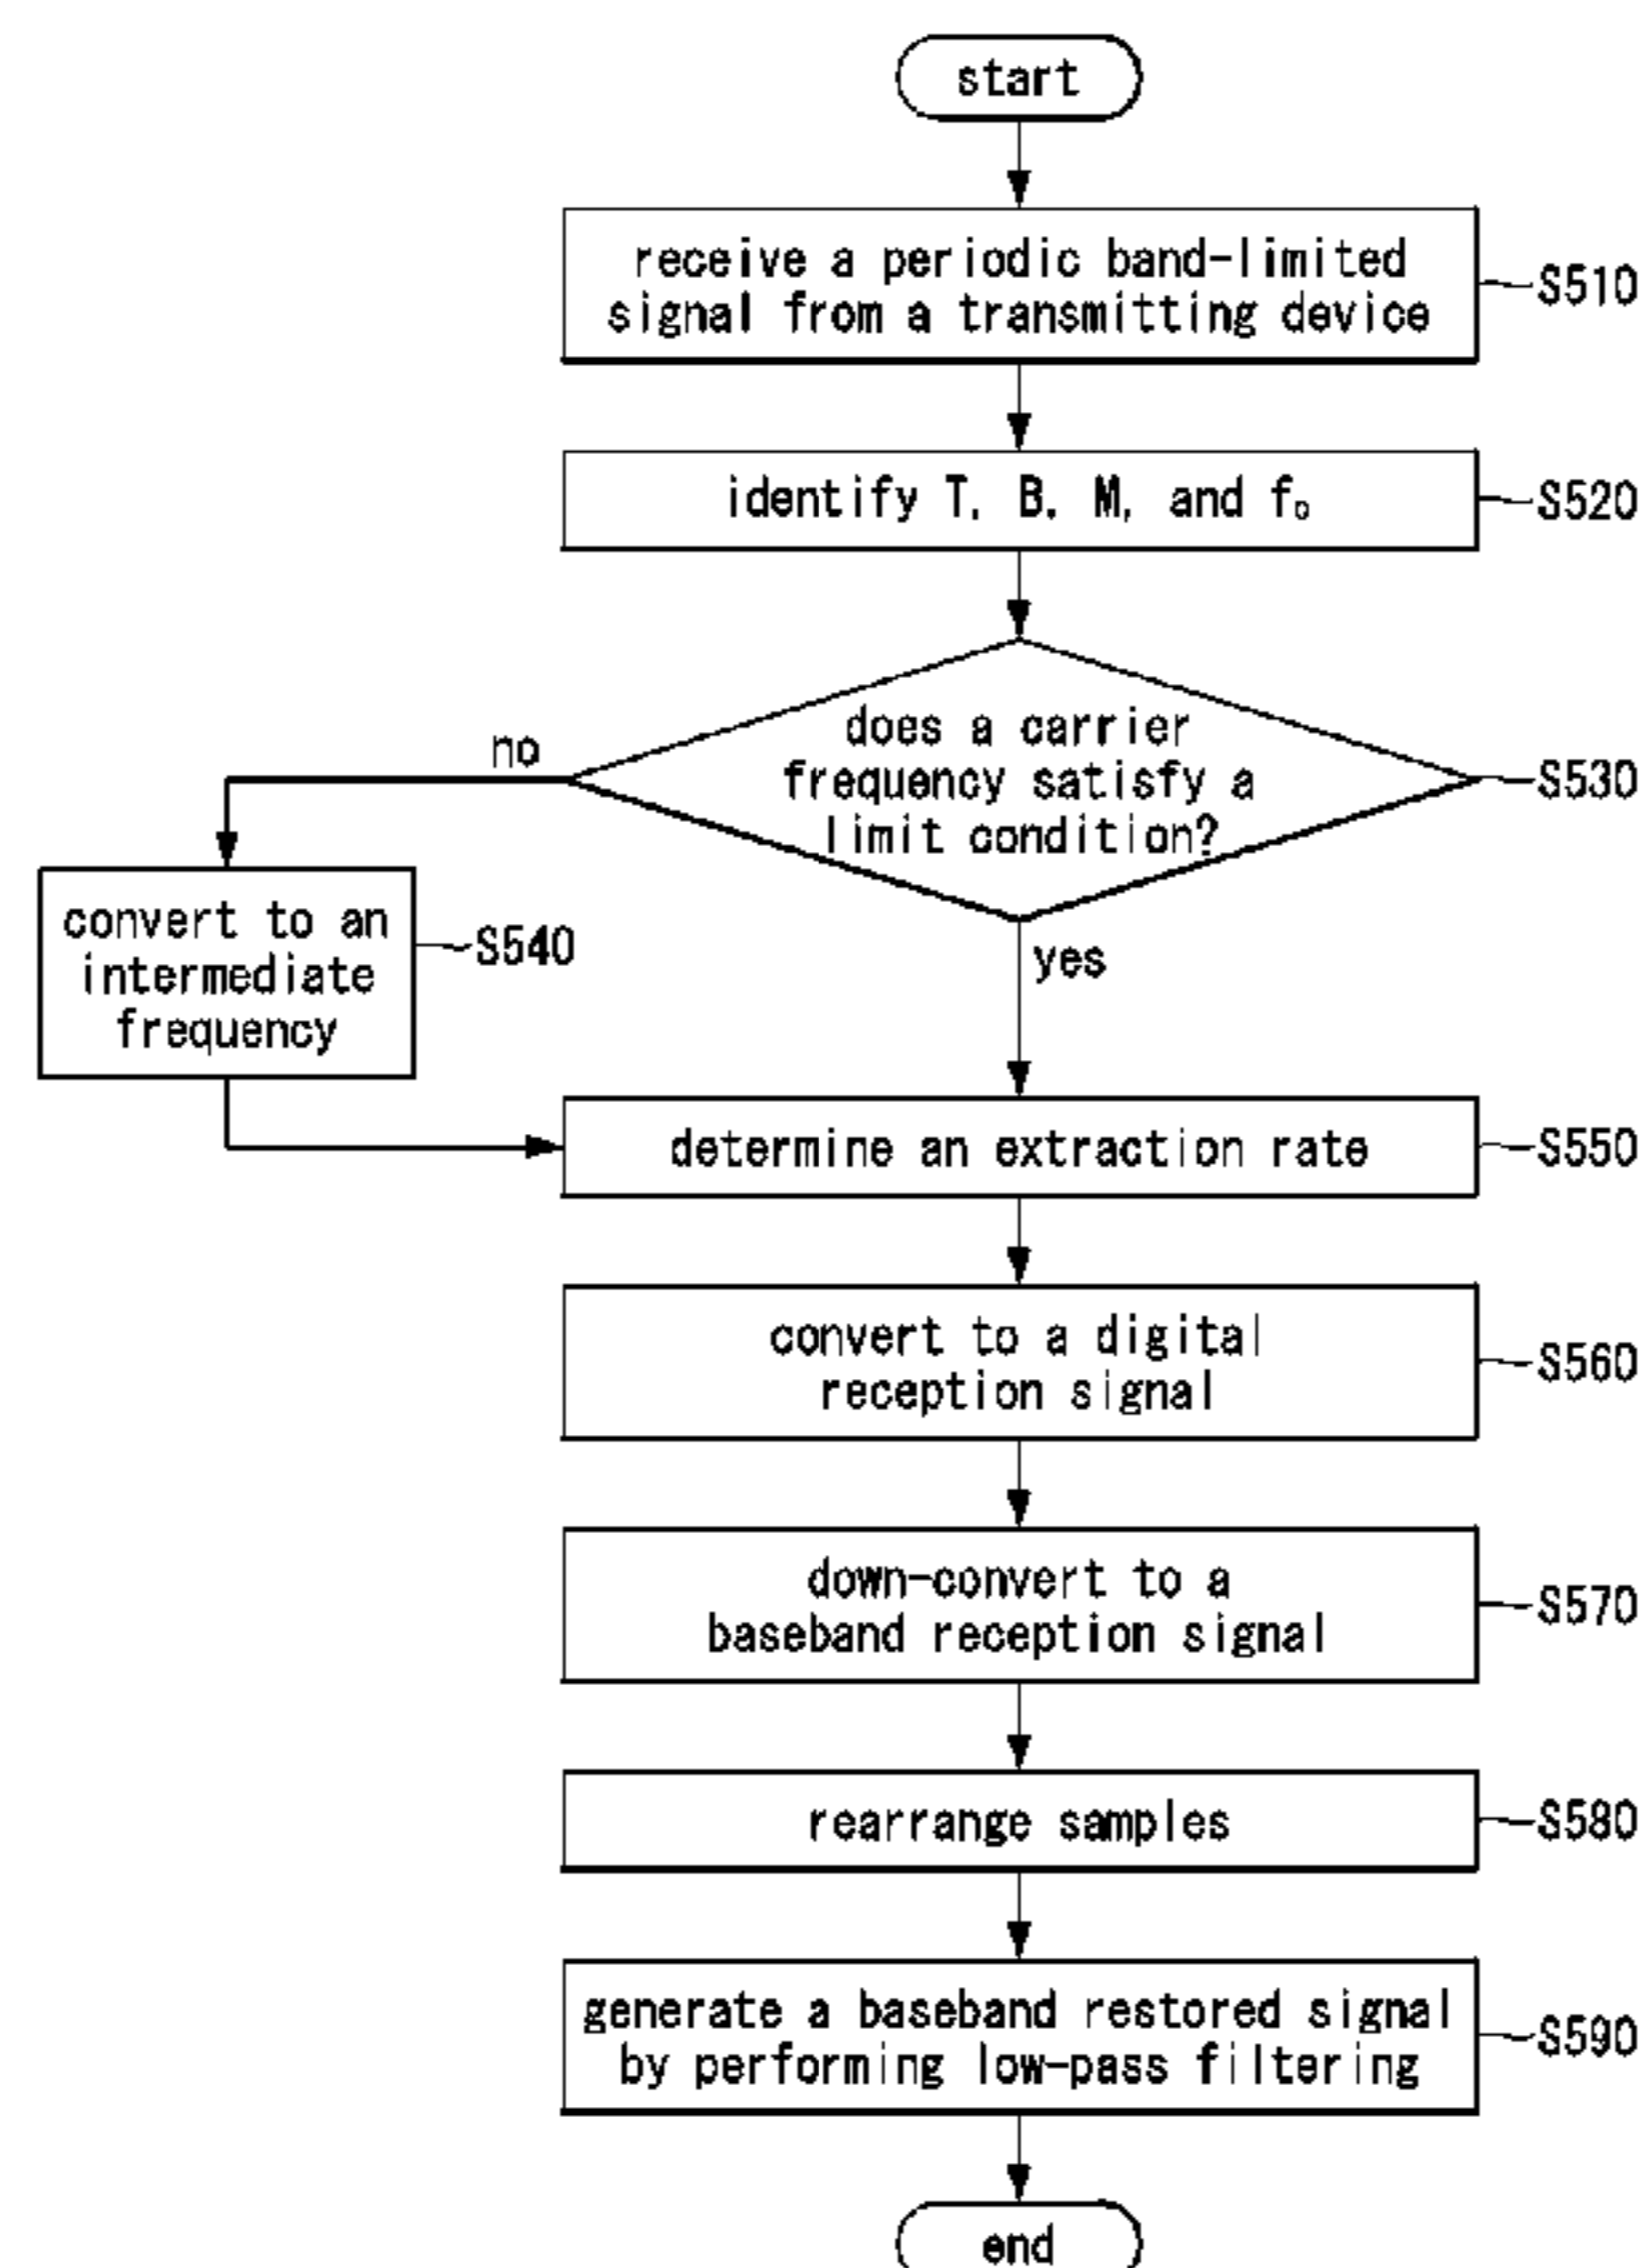 start
receive a periodic band-limited
signal from a transmitting device
S510
identify T, B, M, and f₀
S520
does a carrier
frequency satisfy a
limit condition?
S530
no
yes
convert to an
intermediate
frequency
S540
determine an extraction rate
S550
convert to a digital
reception signal
S560
down-convert to a
baseband reception signal
S570
rearrange samples
S580
generate a baseband restored signal
by performing low-pass filtering
S590
end